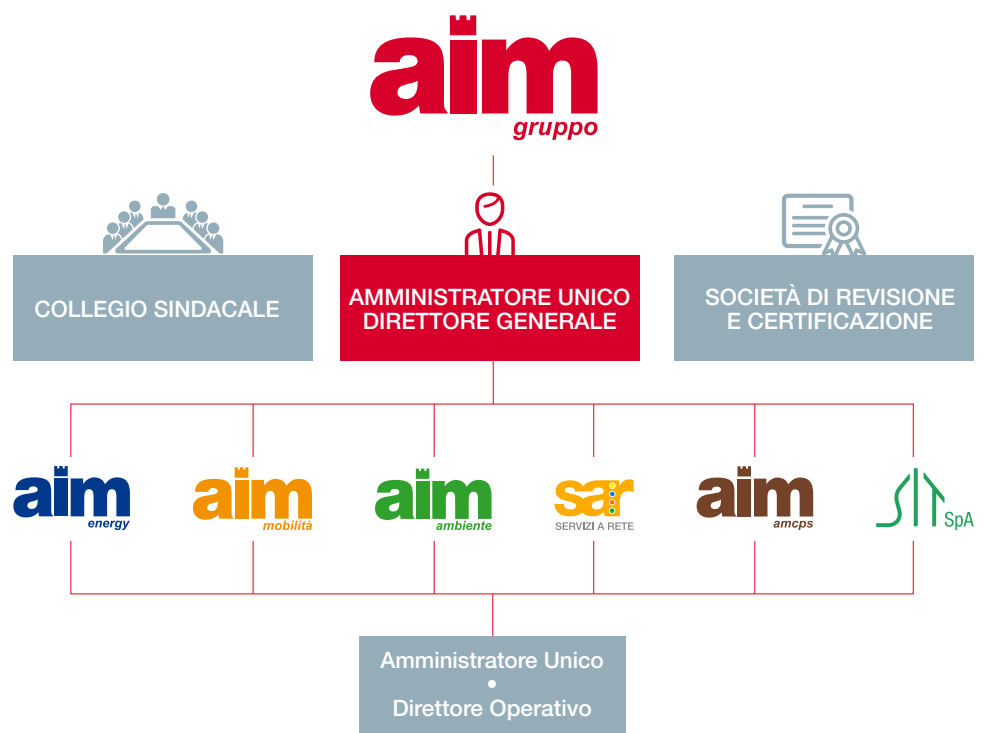 aim
gruppo
COLLEGIO SINDACALE
AMMINISTRATORE UNICO
DIRETTORE GENERALE
SOCIETÀ DI REVISIONE
E CERTIFICAZIONE
aim
energy
aim
mobilità
aim
ambiente
sar
SERVIZI A RETE
aim
amcps
SIT
SpA
Amministratore Unico
•
Direttore Operativo